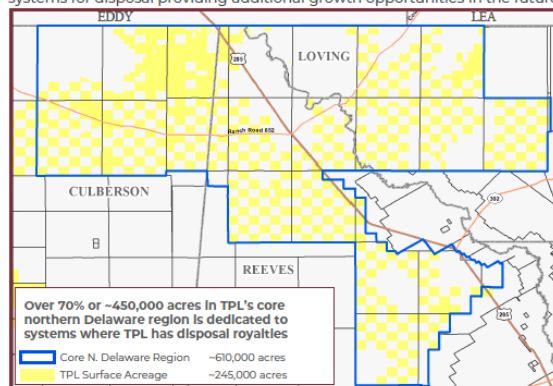 systems for disposal providing additional growth opportunities in the future
EDDY
LEA
LOVING
285
Ranch Road 652
CULBERSON
302
REEVES
285
Over 70% or ~450,000 acres in TPL's core
northern Delaware region is dedicated to
systems where TPL has disposal royalties
Core N. Delaware Region ~610,000 acres
TPL Surface Acreage ~245,000 acres